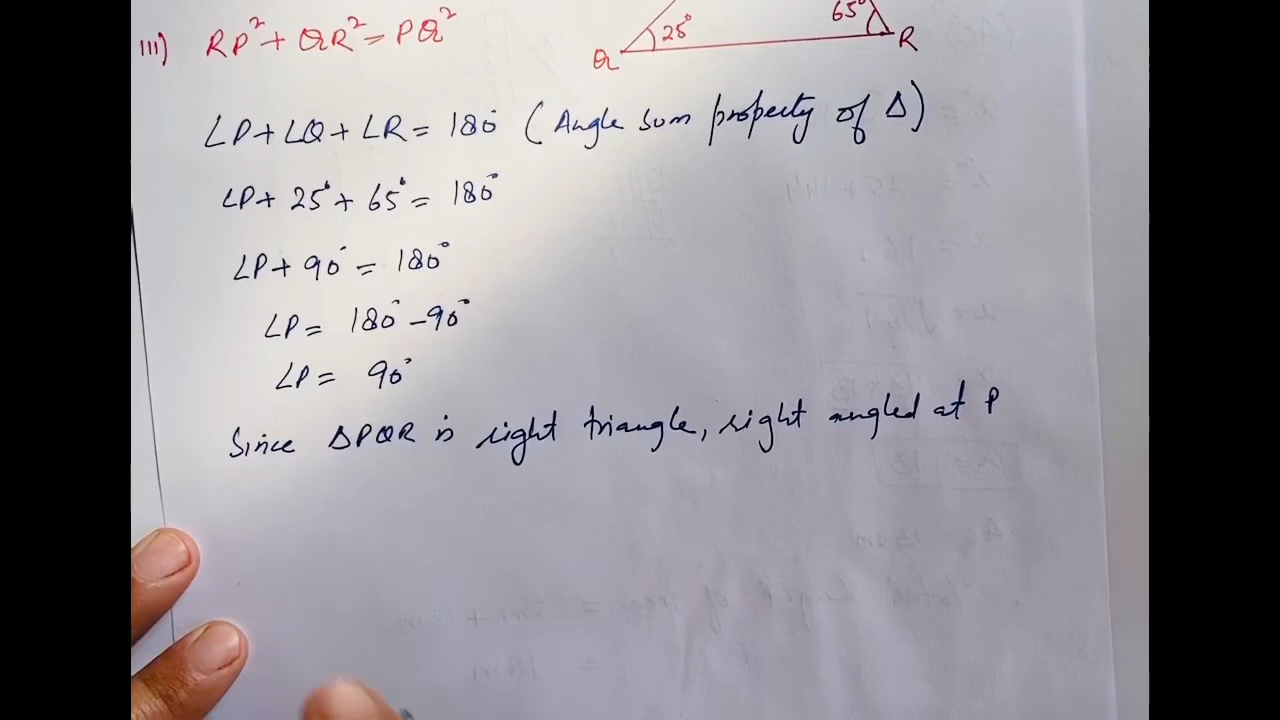 III) RP² + QR² = PQ²
25° 65°
Q R
∠P + ∠Q + ∠R = 180° (Angle sum property of Δ)
∠P + 25° + 65° = 180°
∠P + 90° = 180°
∠P = 180° - 90°
∠P = 90°
Since ΔPQR is right triangle, right angled at P